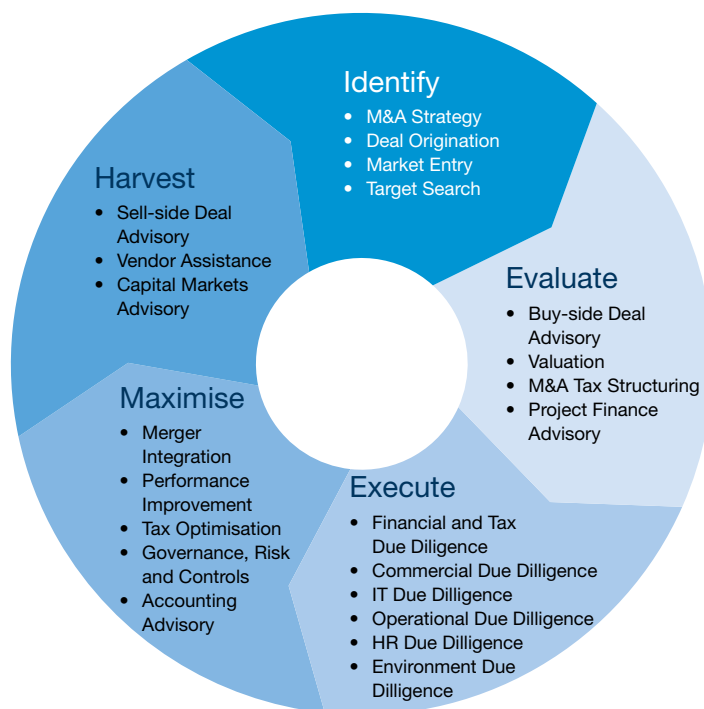 Identify
• M&A Strategy
• Deal Origination
• Market Entry
• Target Search
Evaluate
• Buy-side Deal
Advisory
• Valuation
• M&A Tax Structuring
• Project Finance
Advisory
Execute
• Financial and Tax
Due Diligence
• Commercial Due Dilligence
• IT Due Dilligence
• Operational Due Dilligence
• HR Due Dilligence
• Environment Due
Dilligence
Maximise
• Merger
Integration
• Performance
Improvement
• Tax Optimisation
• Governance, Risk
and Controls
• Accounting
Advisory
Harvest
• Sell-side Deal
Advisory
• Vendor Assistance
• Capital Markets
Advisory